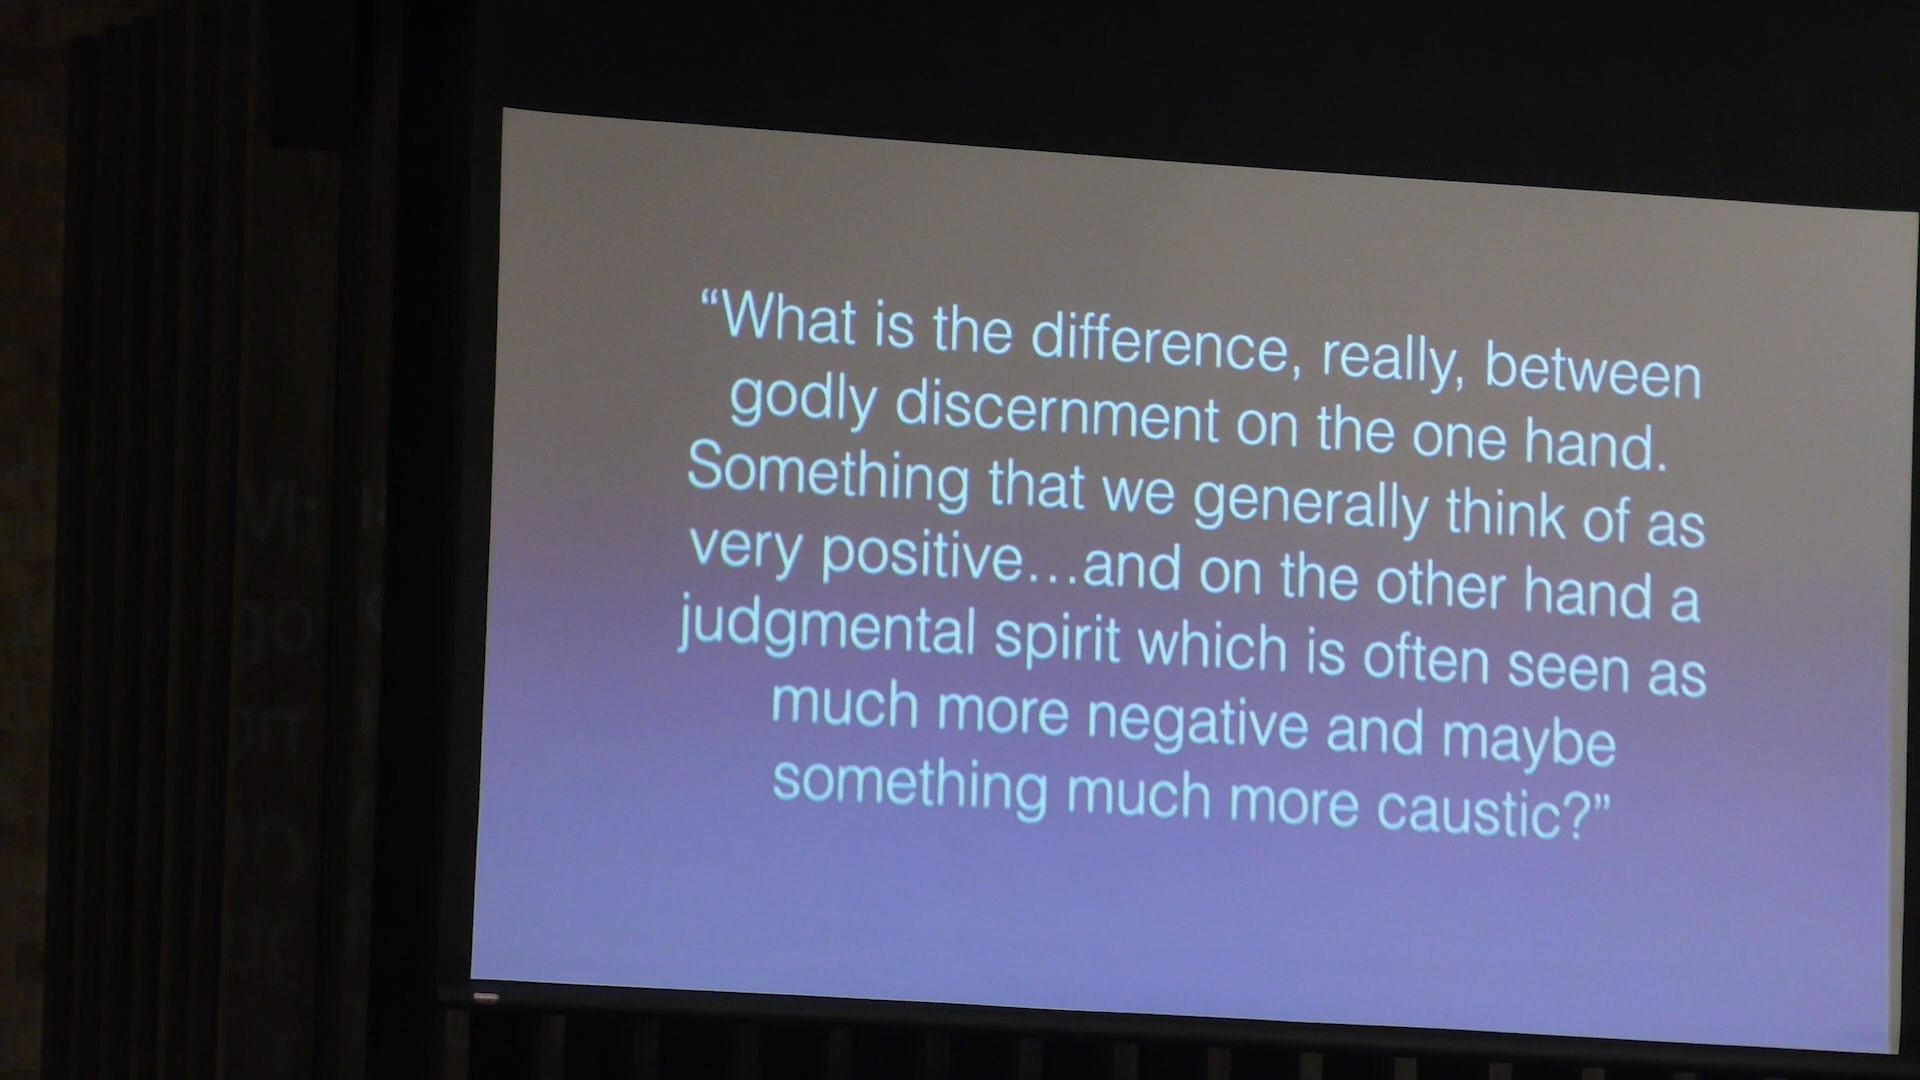 “What is the difference, really, between
godly discernment on the one hand.
Something that we generally think of as
very positive...and on the other hand a
judgmental spirit which is often seen as
much more negative and maybe
something much more caustic?”